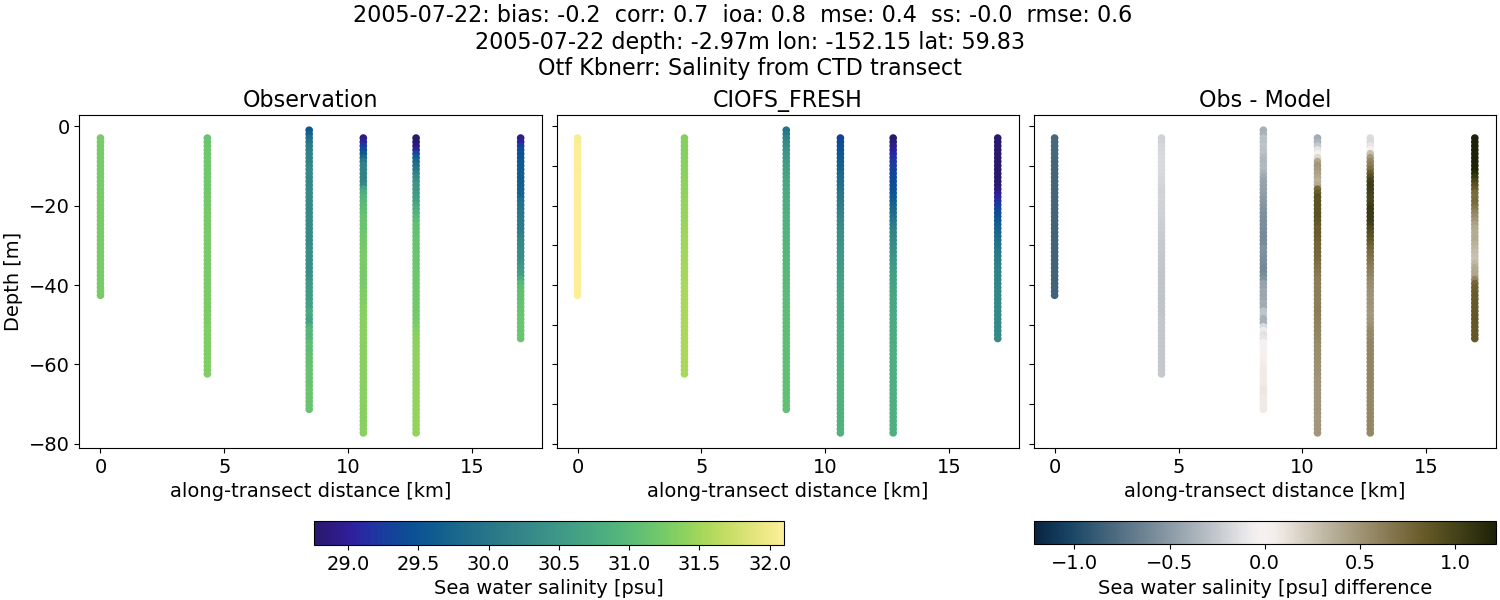 2005-07-22: bias: -0.2  corr: 0.7  ioa: 0.8  mse: 0.4  ss: -0.0  rmse: 0.6
2005-07-22 depth: -2.97m lon: -152.15 lat: 59.83
Otf Kbnerr: Salinity from CTD transect
Observation
CIOFS_FRESH
Obs - Model
Depth [m]
0
−20
−40
−60
−80
0 5 10 15
0 5 10 15
0 5 10 15
along-transect distance [km]
along-transect distance [km]
along-transect distance [km]
29.0 29.5 30.0 30.5 31.0 31.5 32.0
Sea water salinity [psu]
−1.0 −0.5 0.0 0.5 1.0
Sea water salinity [psu] difference